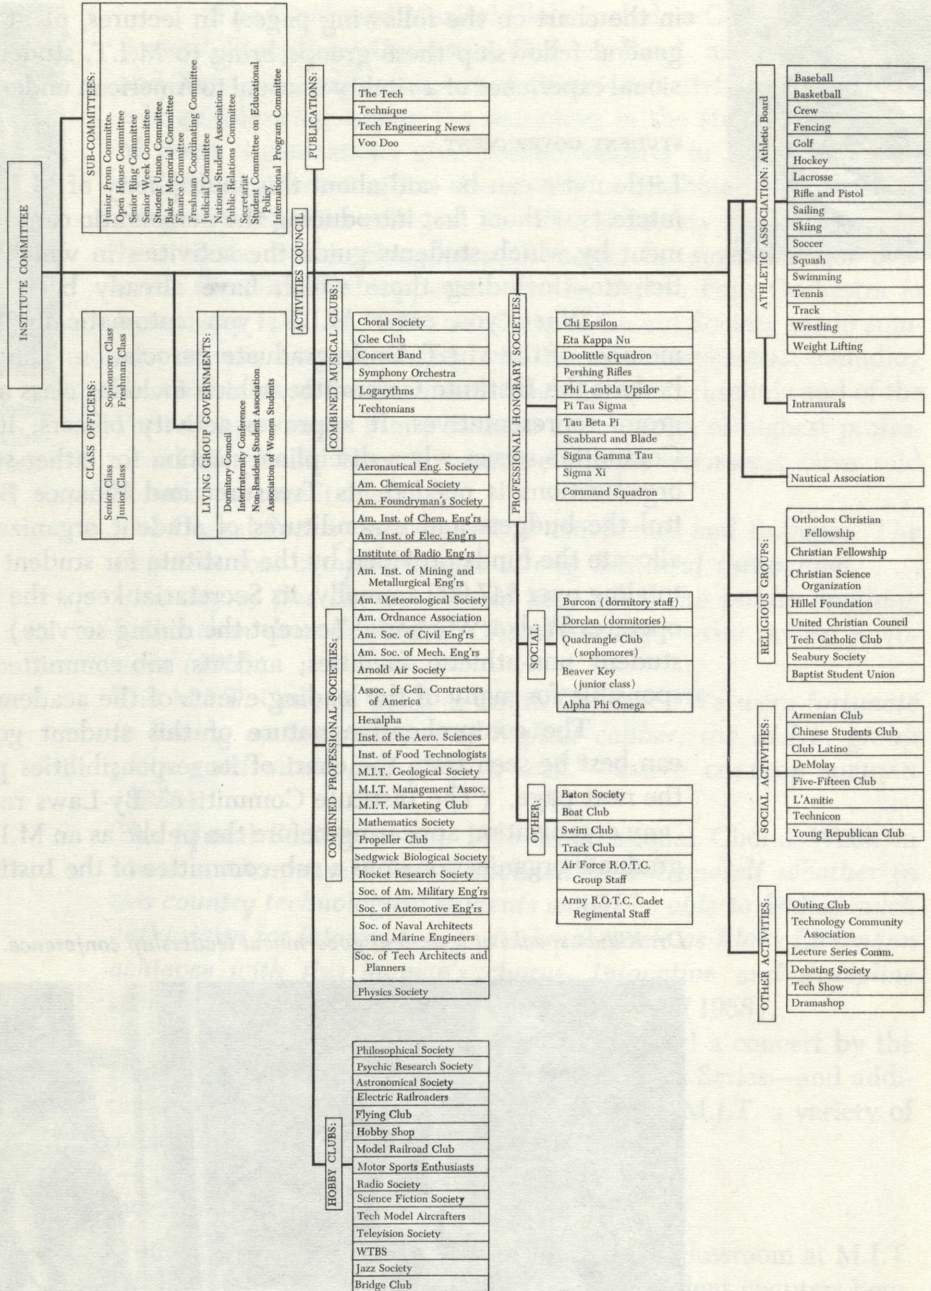 INSTITUTE COMMITTEE
CLASS OFFICERS:
Senior Class
Junior Class
Sophomore Class
Freshman Class
LIVING GROUP GOVERNMENTS:
Dormitory Council
Interfraternity Conference
Non-Resident Student Association
Association of Women Students
SUB-COMMITTEES:
Junior Prom Committee.
Open House Committee
Senior Ring Committee
Senior Week Committee
Student Union Committee
Baker Memorial Committee
Finance Committee
Freshman Coordinating Committee
Judicial Committee
National Student Association
Public Relations Committee
Secretariat
Student Committee on Educational
Policy
International Program Committee
ACTIVITIES COUNCIL
PUBLICATIONS:
The Tech
Technique
Tech Engineering News
Voo Doo
COMBINED MUSICAL CLUBS:
Choral Society
Glee Club
Concert Band
Symphony Orchestra
Logarythms
Techtonians
COMBINED PROFESSIONAL SOCIETIES:
Aeronautical Eng. Society
Am. Chemical Society
Am. Foundryman's Society
Am. Inst. of Chem. Eng'rs
Am. Inst. of Elec. Eng'rs
Institute of Radio Eng'rs
Am. Inst. of Mining and
Metallurgical Eng'rs
Am. Meteorological Society
Am. Ordnance Association
Am. Soc. of Civil Eng'rs
Am. Soc. of Mech. Eng'rs
Arnold Air Society
Assoc. of Gen. Contractors
of America
Hexalpha
Inst. of the Aero. Sciences
Inst. of Food Technologists
M.I.T. Geological Society
M.I.T. Management Assoc.
M.I.T. Marketing Club
Mathematics Society
Propeller Club
Sedgwick Biological Society
Rocket Research Society
Soc. of Am. Military Eng'rs
Soc. of Automotive Eng'rs
Soc. of Naval Architects
and Marine Engineers
Soc. of Tech Architects and
Planners
Physics Society
HOBBY CLUBS:
Philosophical Society
Psychic Research Society
Astronomical Society
Electric Railroaders
Flying Club
Hobby Shop
Model Railroad Club
Motor Sports Enthusiasts
Radio Society
Science Fiction Society
Tech Model Aircrafters
Television Society
WTBS
Jazz Society
Bridge Club
PROFESSIONAL HONORARY SOCIETIES:
Chi Epsilon
Eta Kappa Nu
Doolittle Squadron
Pershing Rifles
Phi Lambda Upsilor
Pi Tau Sigma
Tau Beta Pi
Scabbard and Blade
Sigma Gamma Tau
Sigma Xi
Command Squadron
SOCIAL:
Burcon (dormitory staff)
Dorclan (dormitories)
Quadrangle Club
(sophomores)
Beaver Key
(junior class)
Alpha Phi Omega
OTHER:
Baton Society
Boat Club
Swim Club
Track Club
Air Force R.O.T.C.
Group Staff
Army R.O.T.C. Cadet
Regimental Staff
ATHLETIC ASSOCIATION: Athletic Board
Baseball
Basketball
Crew
Fencing
Golf
Hockey
Lacrosse
Rifle and Pistol
Sailing
Skiing
Soccer
Squash
Swimming
Tennis
Track
Wrestling
Weight Lifting
Intramurals
Nautical Association
RELIGIOUS GROUPS:
Orthodox Christian
Fellowship
Christian Fellowship
Christian Science
Organization
Hillel Foundation
United Christian Council
Tech Catholic Club
Seabury Society
Baptist Student Union
SOCIAL ACTIVITIES:
Armenian Club
Chinese Students Club
Club Latino
DeMolay
Five-Fifteen Club
L'Amitie
Technicon
Young Republican Club
OTHER ACTIVITIES:
Outing Club
Technology Community
Association
Lecture Series Comm.
Debating Society
Tech Show
Dramashop